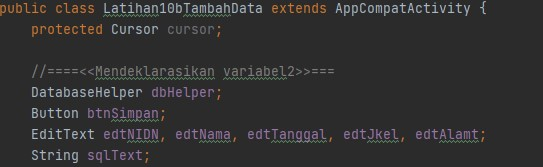 public class Latihan10bTambahData extends AppCompatActivity {
protected Cursor cursor;
//====<<Mendeklarasikan variabel2>>===
DatabaseHelper dbHelper;
Button btnSimpan;
EditText edtNIDN, edtNama, edtTanggal, edtJkel, edtAlamt;
String sqlText;